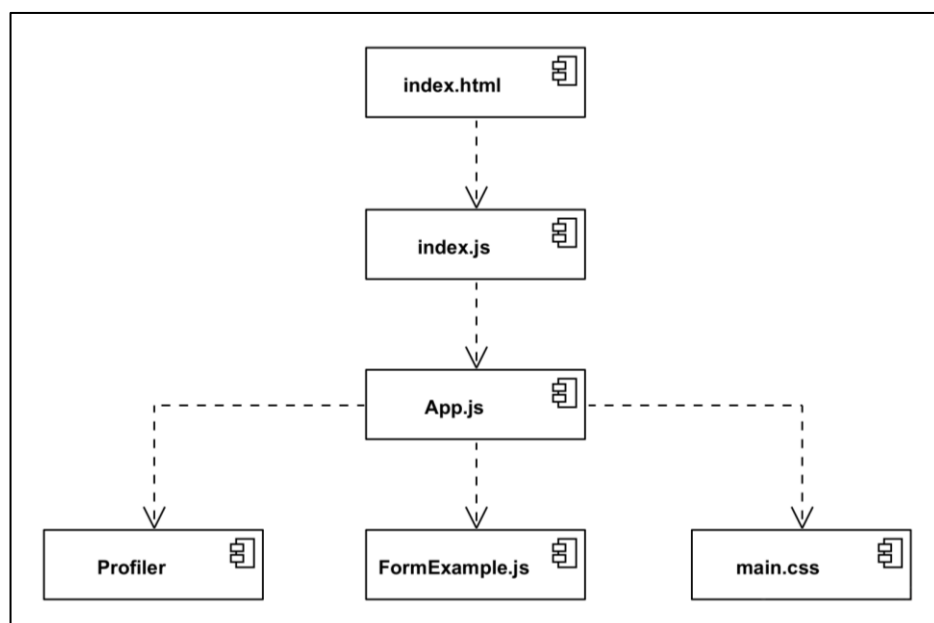 index.html
index.js
App.js
Profiler
FormExample.js
main.css